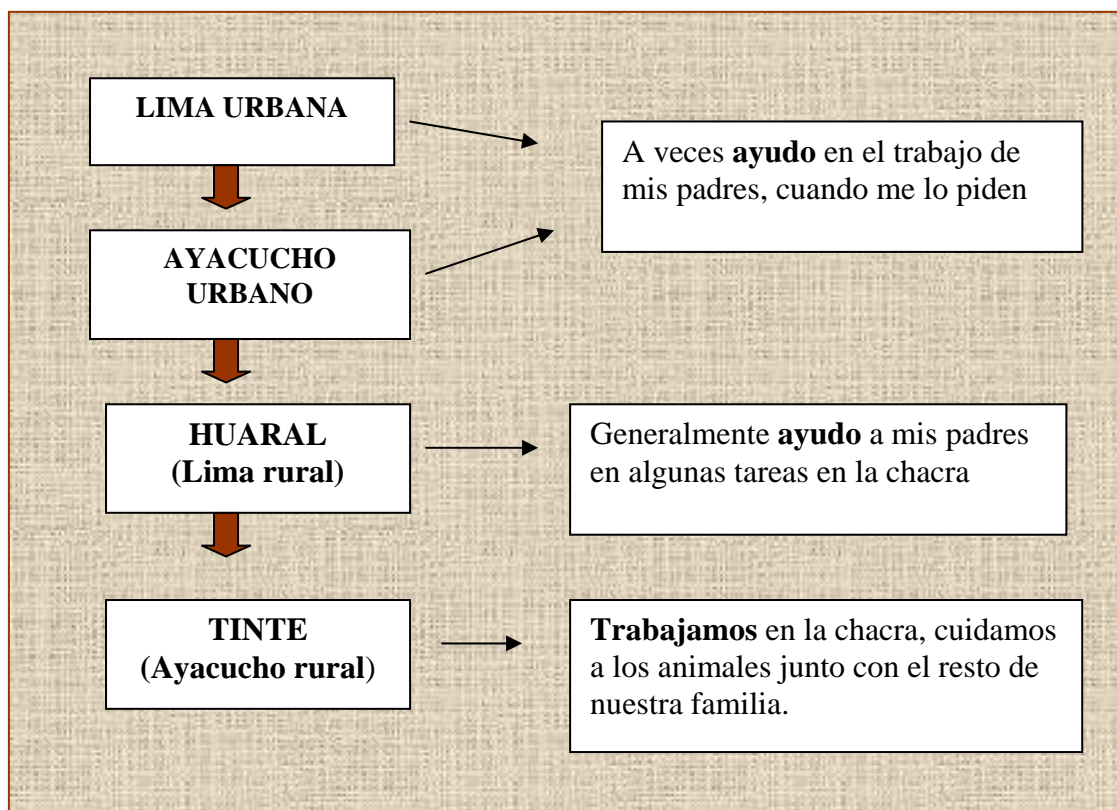 LIMA URBANA
A veces ayudo en el trabajo de
mis padres, cuando me lo piden
AYACUCHO
URBANO
HUARAL
(Lima rural)
Generalmente ayudo a mis padres
en algunas tareas en la chacra
TINTE
(Ayacucho rural)
Trabajamos en la chacra, cuidamos
a los animales junto con el resto de
nuestra familia.